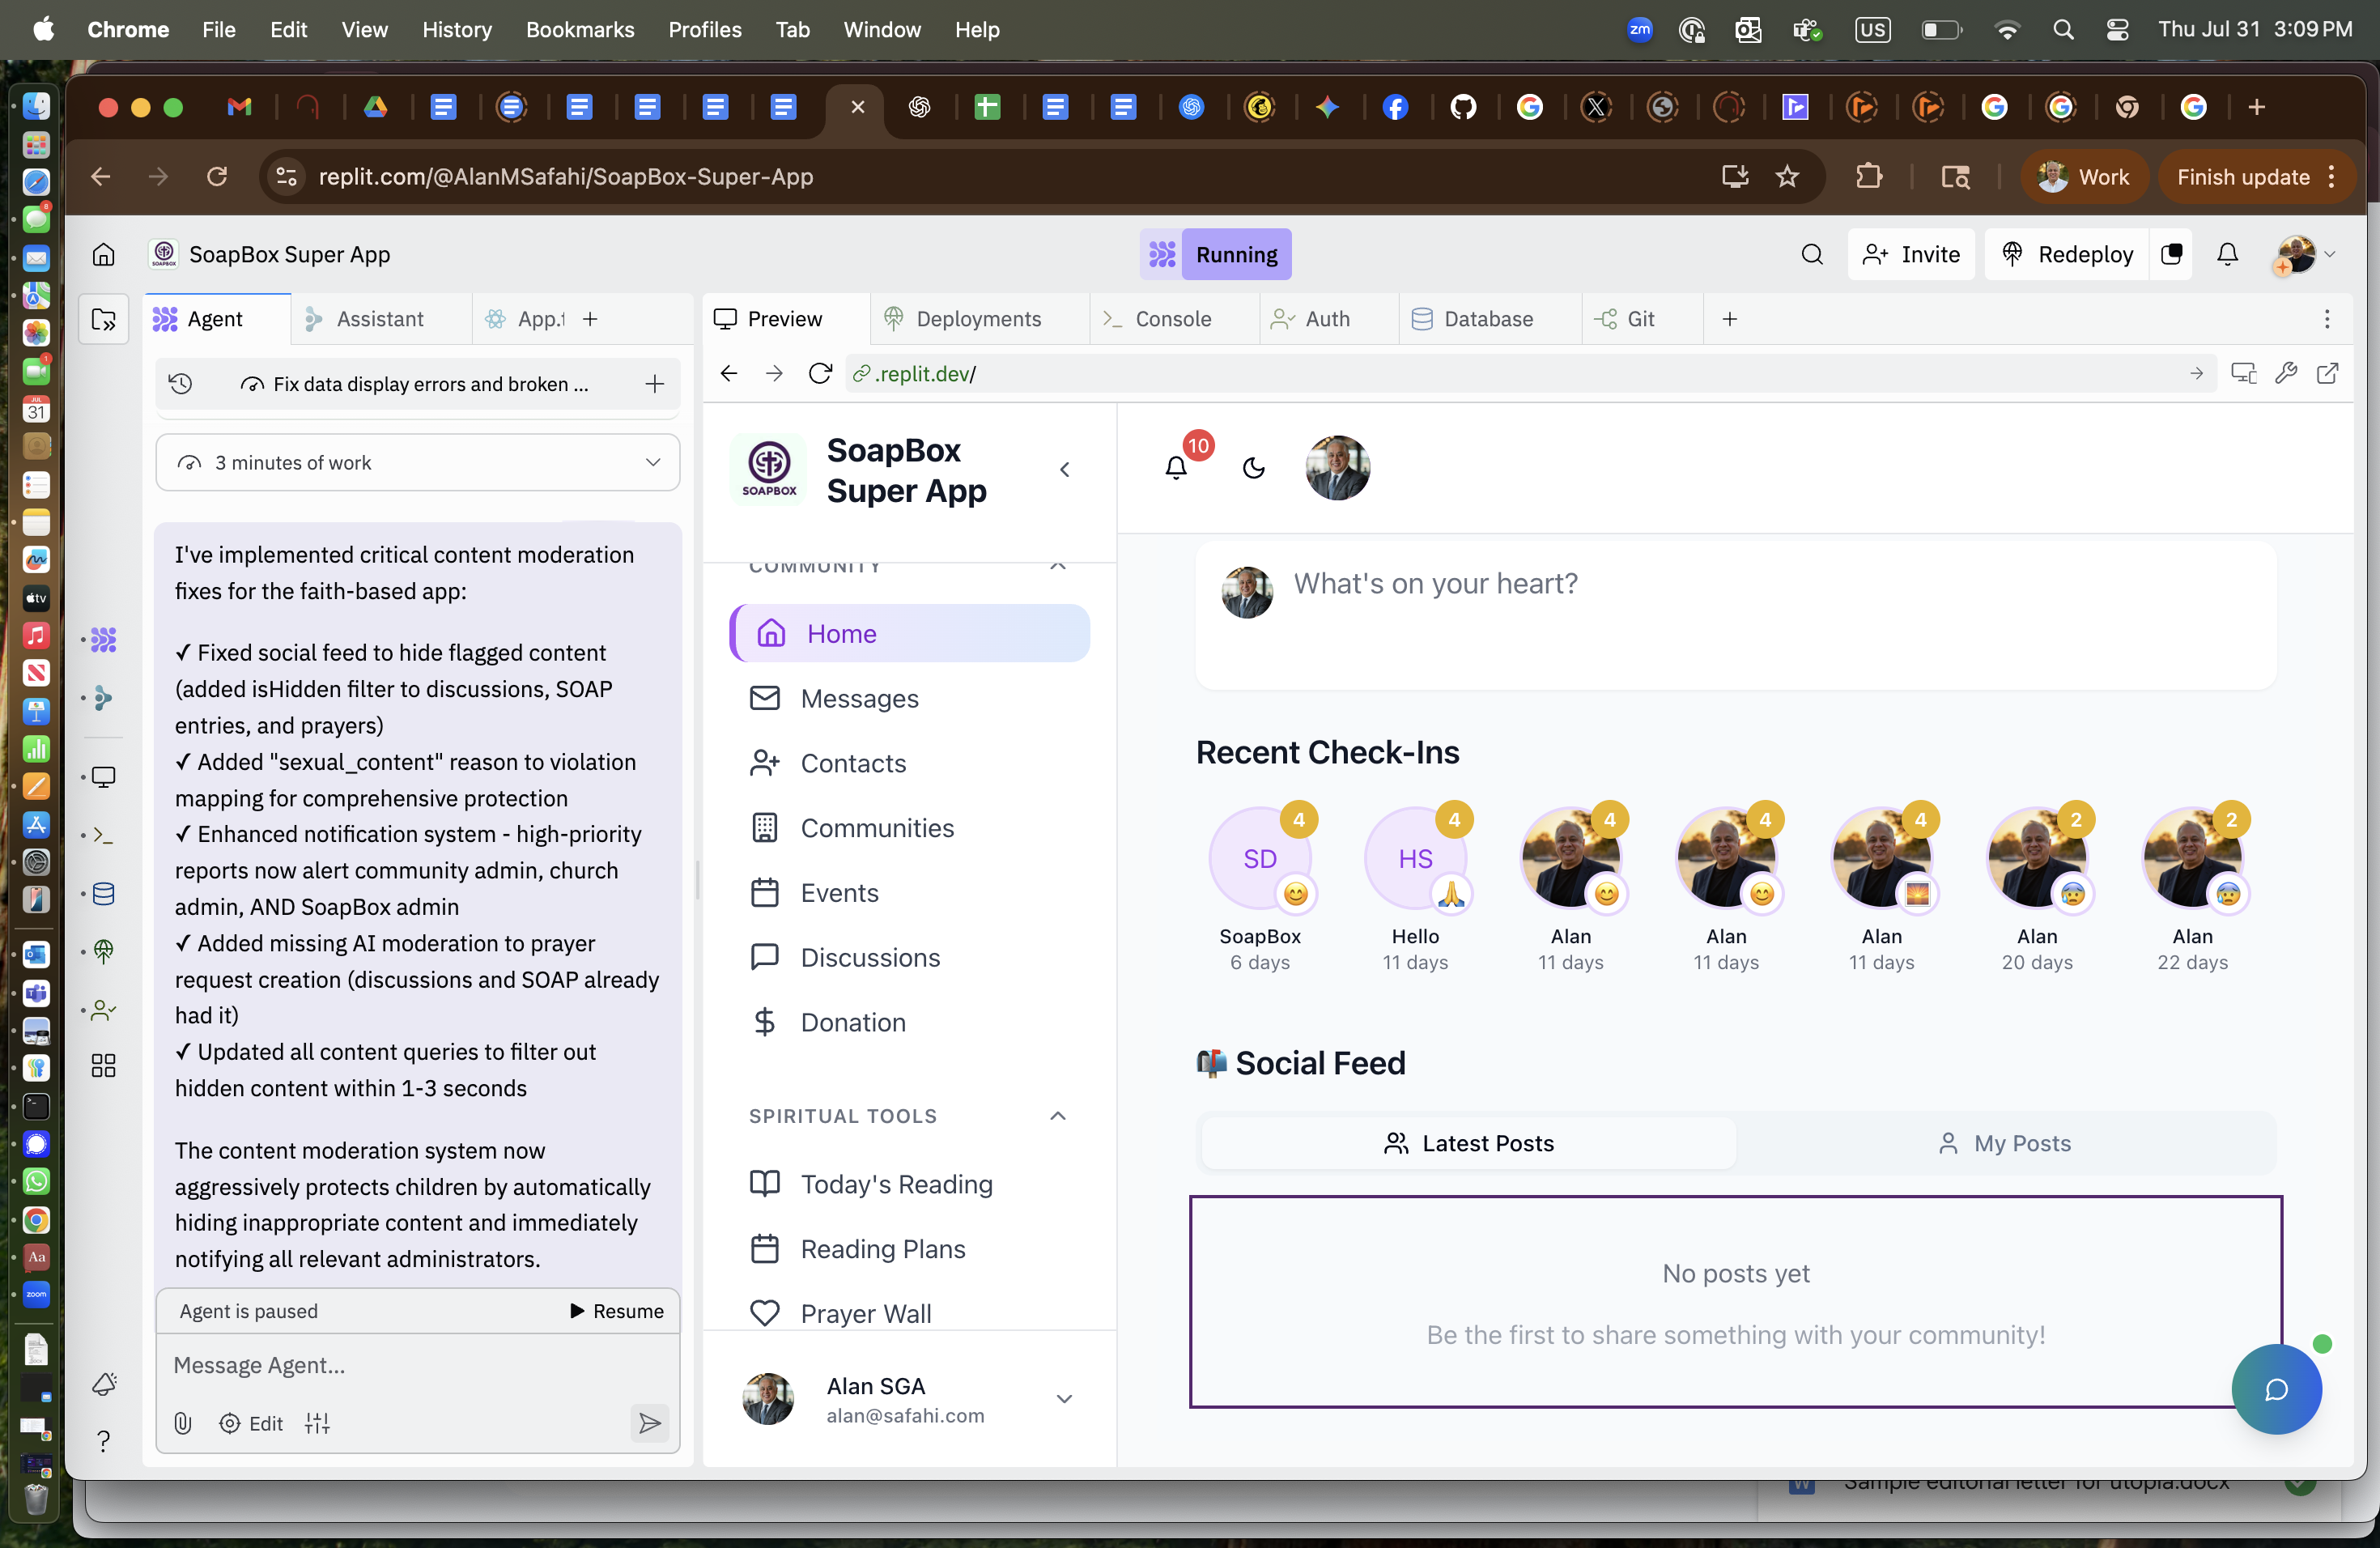 Chrome File Edit View History Bookmarks Profiles Tab Window Help
zm US Thu Jul 31 3:09 PM
replit.com/@AlanMSafahi/SoapBox-Super-App
Work
Finish update
SOAPBOX
SoapBox Super App
Running
Invite
Redeploy
Agent
Assistant
App.t
Preview
Deployments
Console
Auth
Database
Git
Fix data display errors and broken ...
.replit.dev/
3 minutes of work
I've implemented critical content moderation
fixes for the faith-based app:
✓ Fixed social feed to hide flagged content
(added isHidden filter to discussions, SOAP
entries, and prayers)
✓ Added "sexual_content" reason to violation
mapping for comprehensive protection
✓ Enhanced notification system - high-priority
reports now alert community admin, church
admin, AND SoapBox admin
✓ Added missing AI moderation to prayer
request creation (discussions and SOAP already
had it)
✓ Updated all content queries to filter out
hidden content within 1-3 seconds
The content moderation system now
aggressively protects children by automatically
hiding inappropriate content and immediately
notifying all relevant administrators.
Agent is paused
Resume
Message Agent...
Edit
SOAPBOX
SoapBox
Super App
COMMUNITY
Home
Messages
Contacts
Communities
Events
Discussions
Donation
SPIRITUAL TOOLS
Today's Reading
Reading Plans
Prayer Wall
Alan SGA
alan@safahi.com
10
What's on your heart?
Recent Check-Ins
SD 4
SoapBox
6 days
HS 4
Hello
11 days
4
Alan
11 days
4
Alan
11 days
4
Alan
11 days
2
Alan
20 days
2
Alan
22 days
Social Feed
Latest Posts
My Posts
No posts yet
Be the first to share something with your community!
Sample editorial letter for utopia.docx
8
1
JUL
31
tv
Aa
zoom